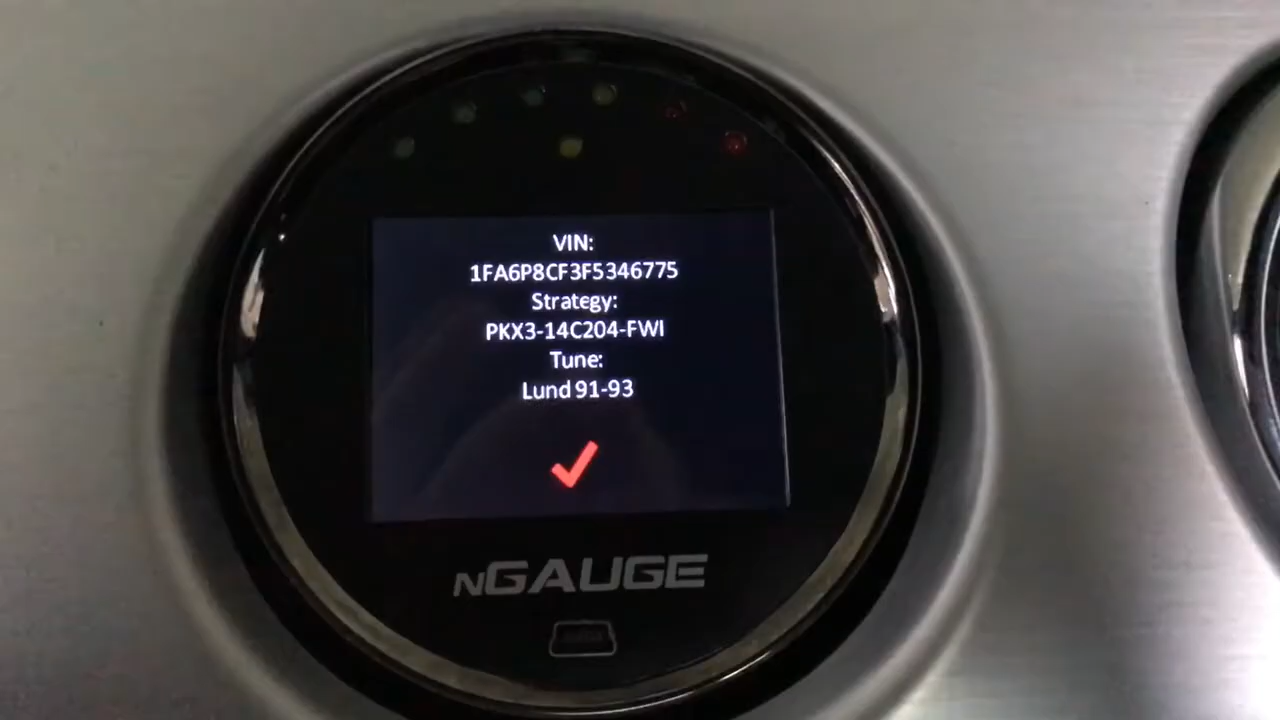 VIN:
1FA6P8CF3F5346775
Strategy:
PKX3-14C204-FWI
Tune:
Lund 91-93
nGAUGE